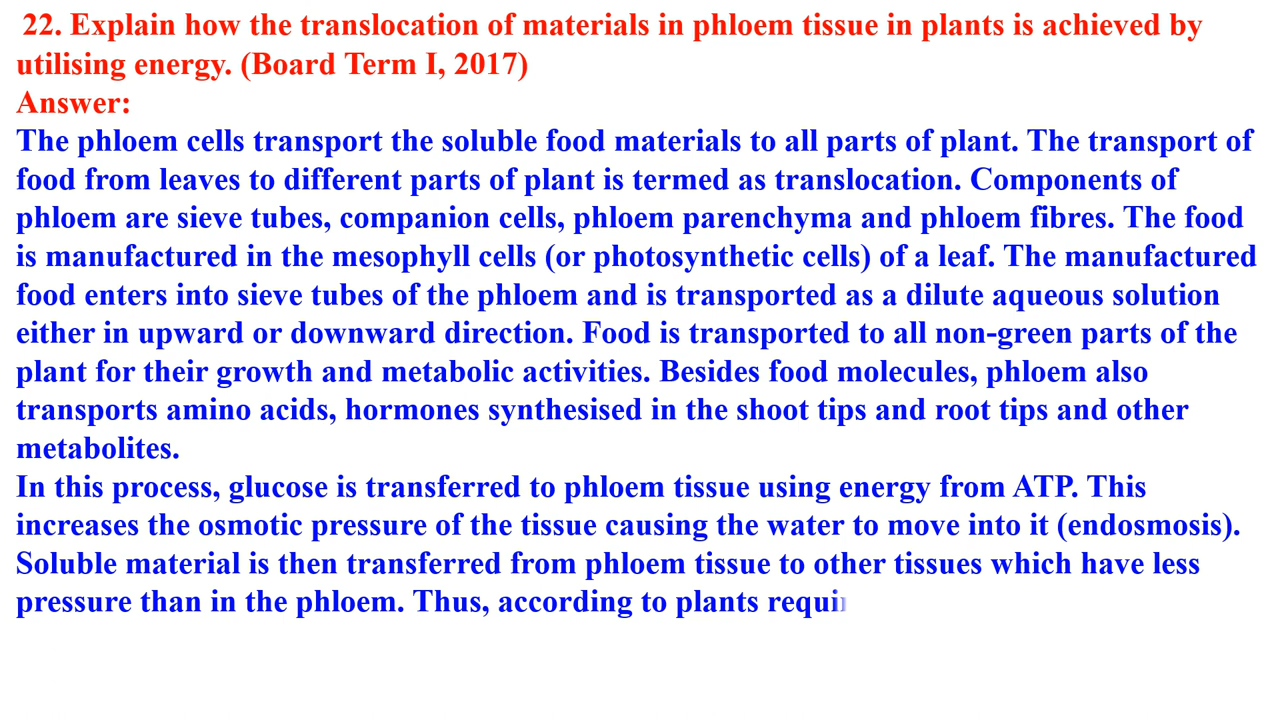 22. Explain how the translocation of materials in phloem tissue in plants is achieved by
utilising energy. (Board Term I, 2017)
Answer:
The phloem cells transport the soluble food materials to all parts of plant. The transport of
food from leaves to different parts of plant is termed as translocation. Components of
phloem are sieve tubes, companion cells, phloem parenchyma and phloem fibres. The food
is manufactured in the mesophyll cells (or photosynthetic cells) of a leaf. The manufactured
food enters into sieve tubes of the phloem and is transported as a dilute aqueous solution
either in upward or downward direction. Food is transported to all non-green parts of the
plant for their growth and metabolic activities. Besides food molecules, phloem also
transports amino acids, hormones synthesised in the shoot tips and root tips and other
metabolites.
In this process, glucose is transferred to phloem tissue using energy from ATP. This
increases the osmotic pressure of the tissue causing the water to move into it (endosmosis).
Soluble material is then transferred from phloem tissue to other tissues which have less
pressure than in the phloem. Thus, according to plants